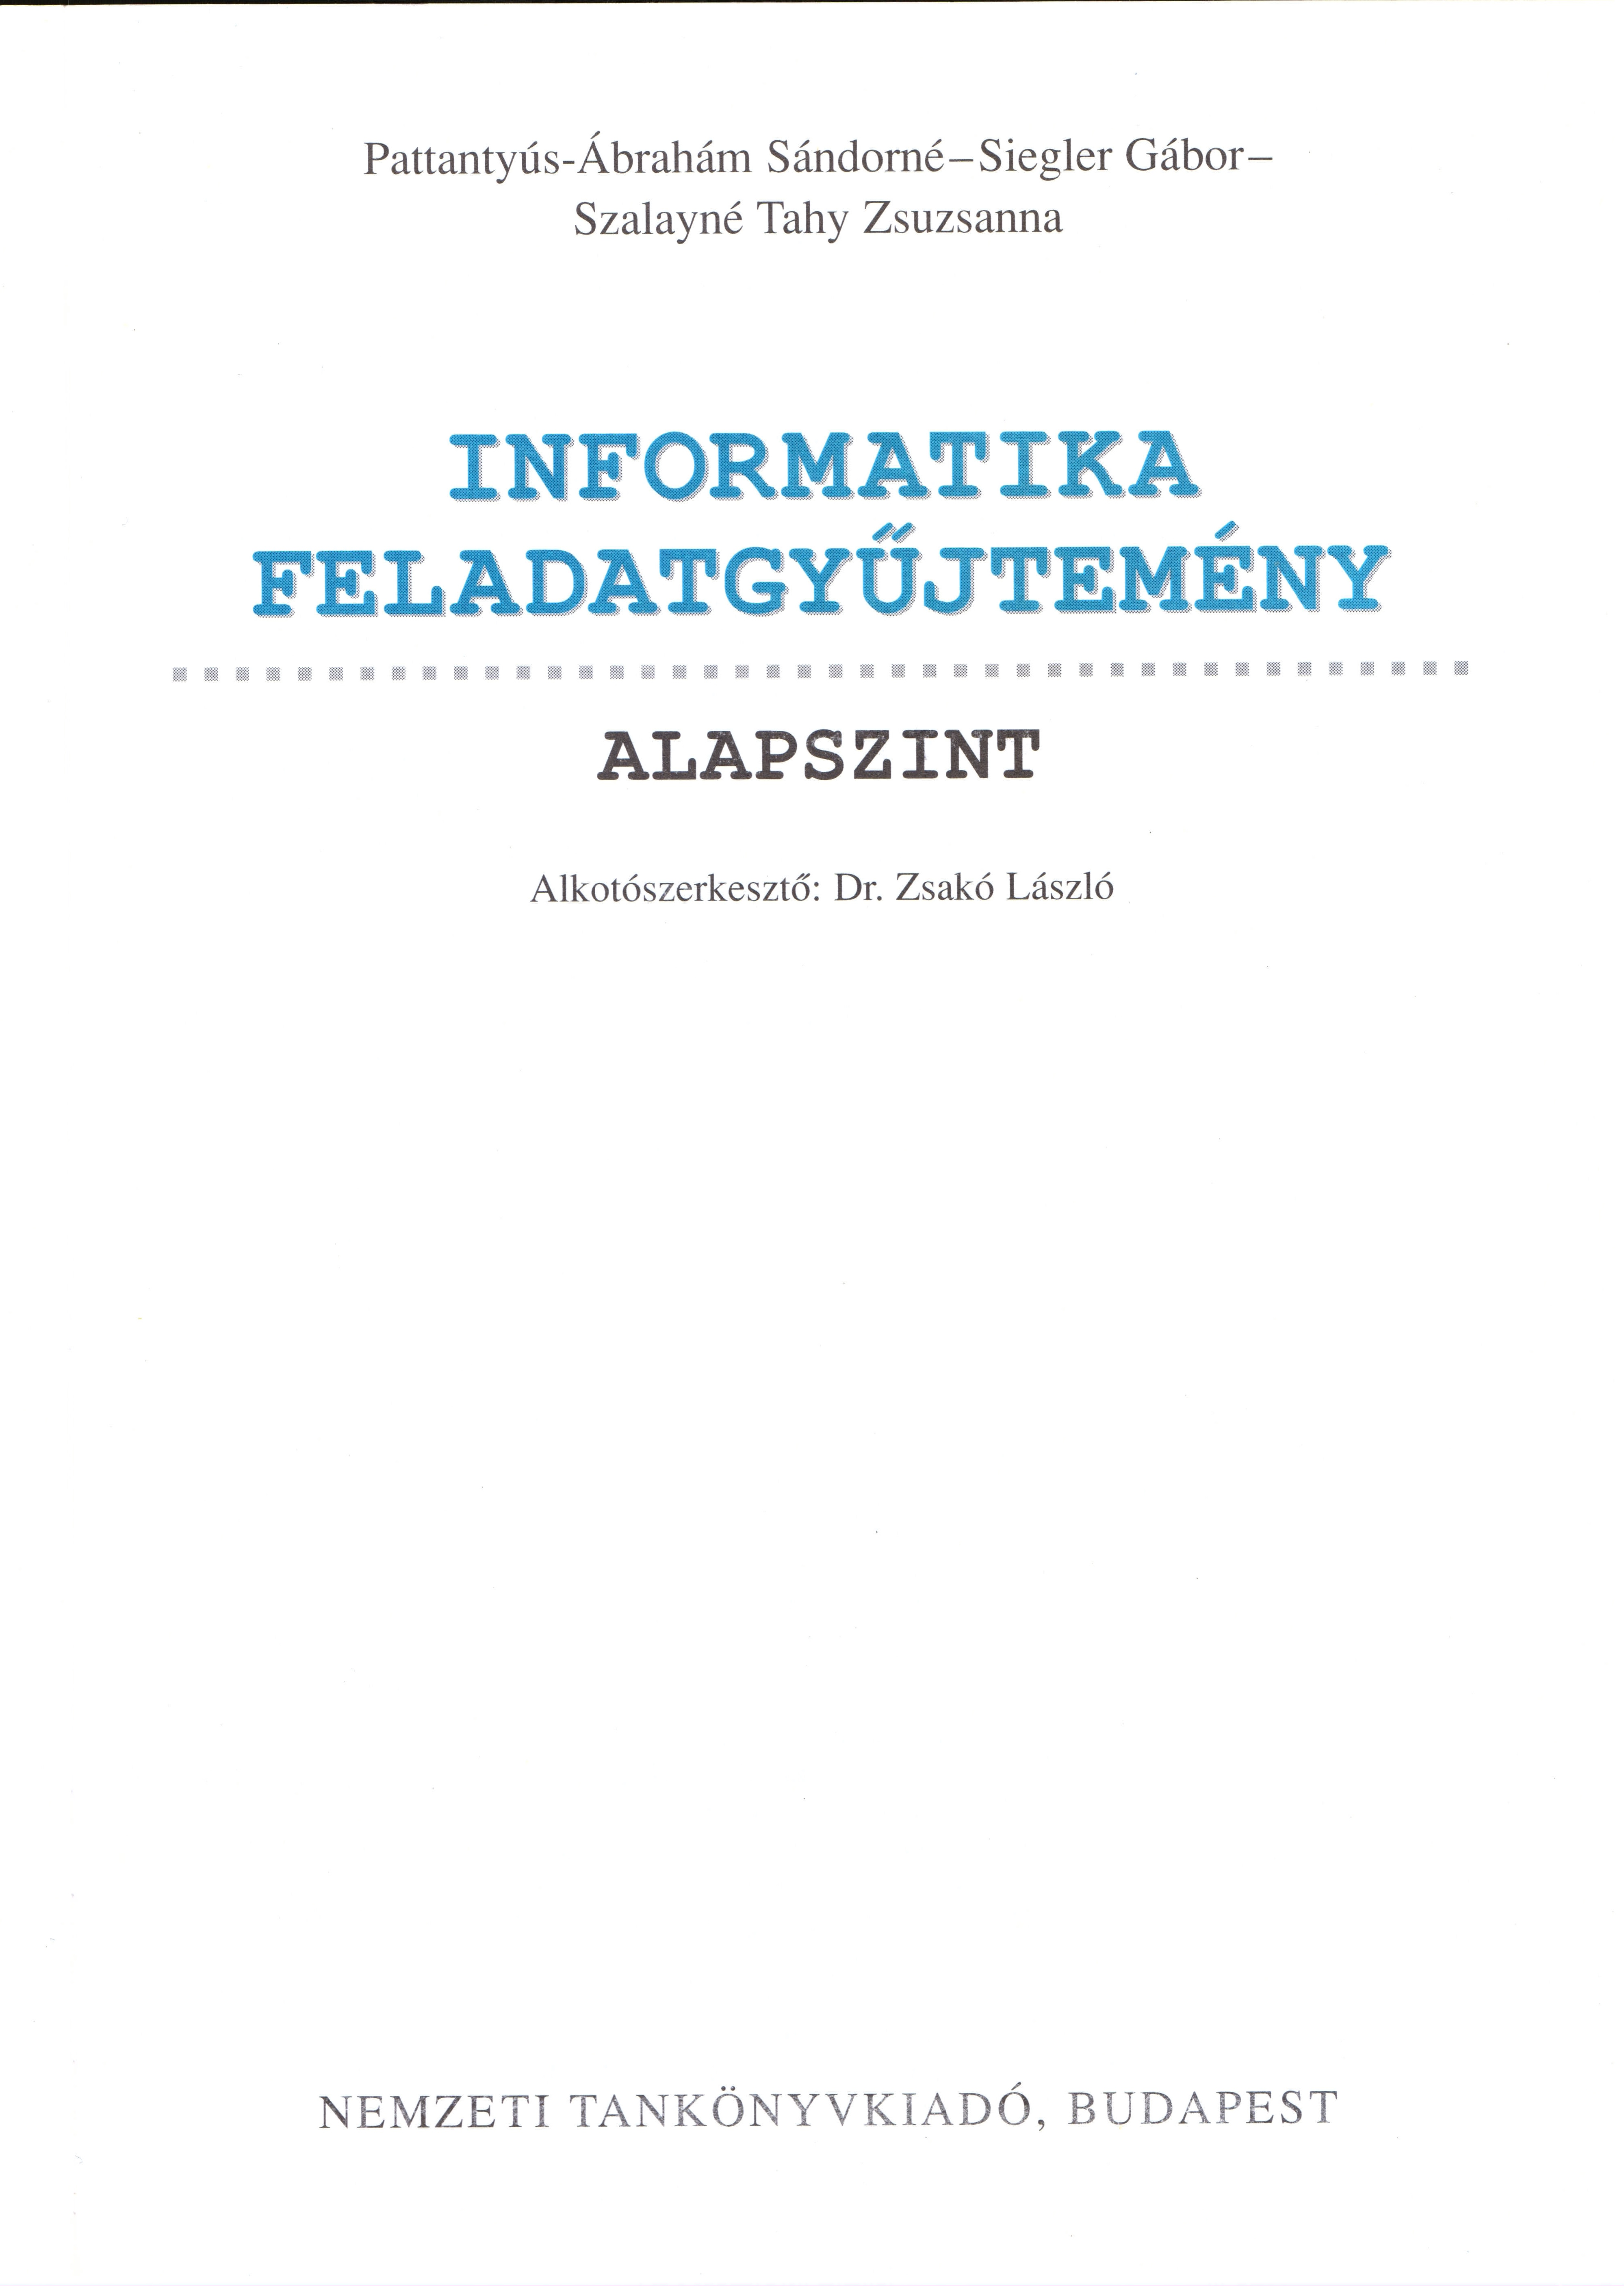 Pattantyús-Ábrahám Sándorné–Siegler Gábor–
Szalayné Tahy Zsuzsanna
INFORMATIKA
FELADATGYŰJTEMÉNY
ALAPSZINT
Alkotószerkesztő: Dr. Zsakó László
NEMZETI TANKÖNYVKIADÓ, BUDAPEST